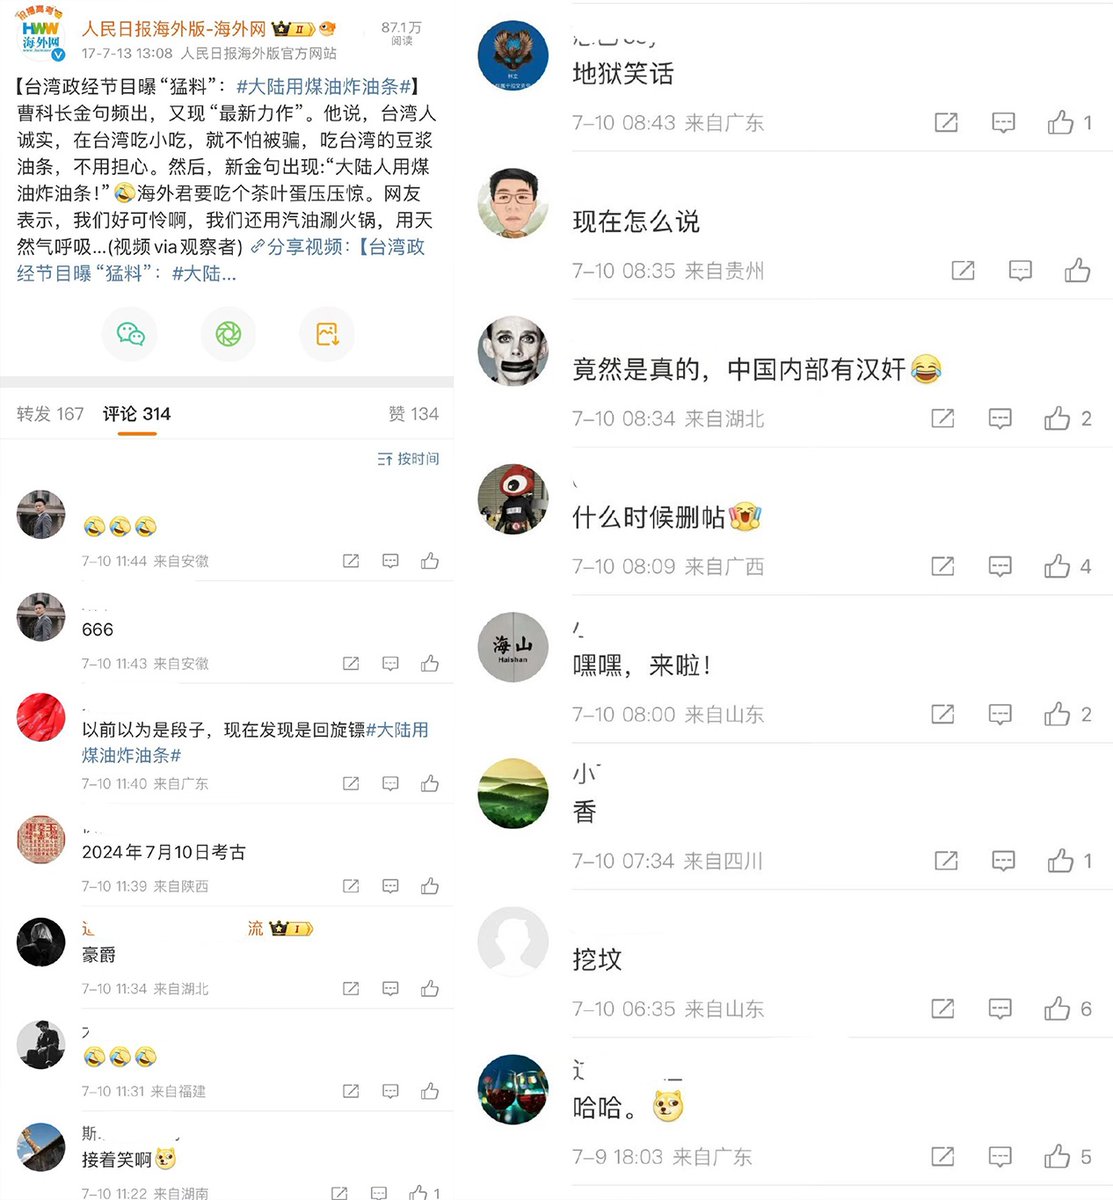 祝福高考季
HWW
海外网
人民日报海外版-海外网
II
87.1万
阅读
17-7-13 13:08 人民日报海外版官方网站
【台湾政经节目曝“猛料”：#大陆用煤油炸油条#】
曹科长金句频出，又现“最新力作”。他说，台湾人
诚实，在台湾吃小吃，就不怕被骗，吃台湾的豆浆
油条，不用担心。然后，新金句出现:“大陆人用煤
油炸油条！”海外君要吃个茶叶蛋压压惊。网友
表示，我们好可怜啊，我们还用汽油涮火锅，用天
然气呼吸...(视频via观察者) 分享视频：【台湾政
经节目曝“猛料”：#大陆...
转发 167 评论 314 赞 134
按时间
7-10 11:44 来自安徽
666
7-10 11:43 来自安徽
以前以为是段子，现在发现是回旋镖#大陆用
煤油炸油条#
7-10 11:40 来自广东
2024年7月10日考古
7-10 11:39 来自陕西
流 I
豪爵
7-10 11:34 来自湖北
7-10 11:31 来自福建
斯
接着笑啊
7-10 11:22 来自湖南 1
地狱笑话
7-10 08:43 来自广东 1
现在怎么说
7-10 08:35 来自贵州
竟然是真的，中国内部有汉奸
7-10 08:34 来自湖北 2
什么时候删帖
7-10 08:09 来自广西 4
海山
Haishan
嘿嘿，来啦！
7-10 08:00 来自山东 2
小
香
7-10 07:34 来自四川 1
挖坟
7-10 06:35 来自山东 6
哈哈。
7-9 18:03 来自广东 5